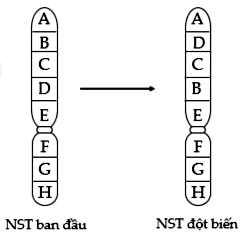 A A
B D
C C
D B
E E
F F
G G
H H
NST ban đầu NST đột biến